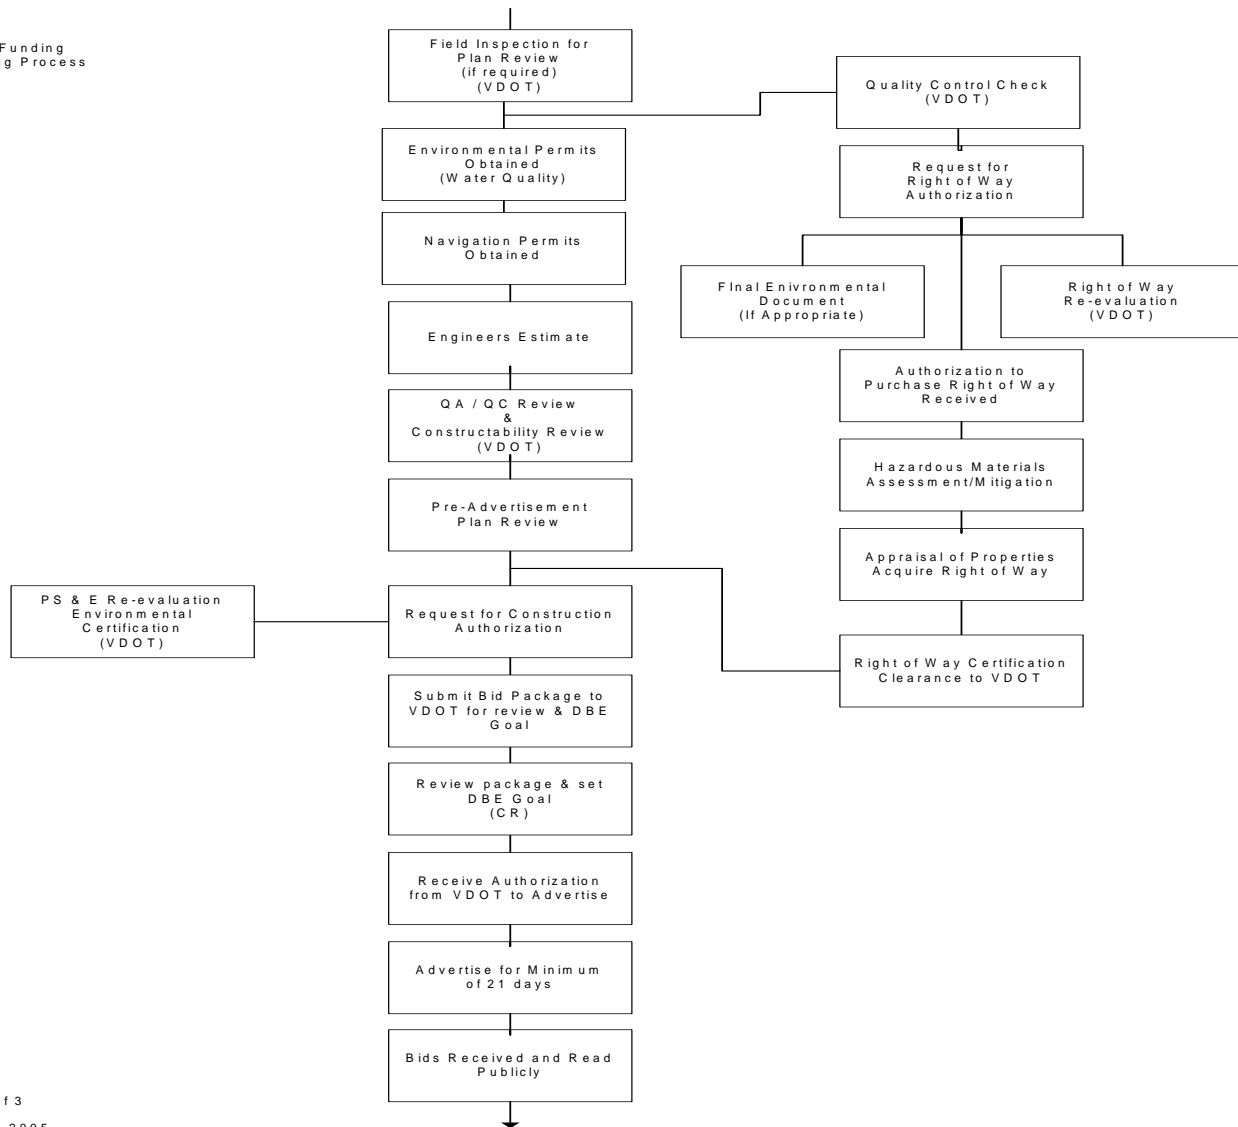 Funding
g Process
Field Inspection for
Plan Review
(if required)
(VDOT)
Quality Control Check
(VDOT)
Environmental Permits
Obtained
(Water Quality)
Request for
Right of Way
Authorization
Navigation Permits
Obtained
FInal Enivronmental
Document
(If Appropriate)
Right of Way
Re-evaluation
(VDOT)
Engineers Estimate
Authorization to
Purchase Right of Way
Received
QA / QC Review
&
Constructability Review
(VDOT)
Hazardous Materials
Assessment/Mitigation
Pre-Advertisement
Plan Review
Appraisal of Properties
Acquire Right of Way
PS & E Re-evaluation
Environmental
Certification
(VDOT)
Request for Construction
Authorization
Right of Way Certification
Clearance to VDOT
Submit Bid Package to
VDOT for review & DBE
Goal
Review package & set
DBE Goal
(CR)
Receive Authorization
from VDOT to Advertise
Advertise for Minimum
of 21 days
Bids Received and Read
Publicly
f 3
2005